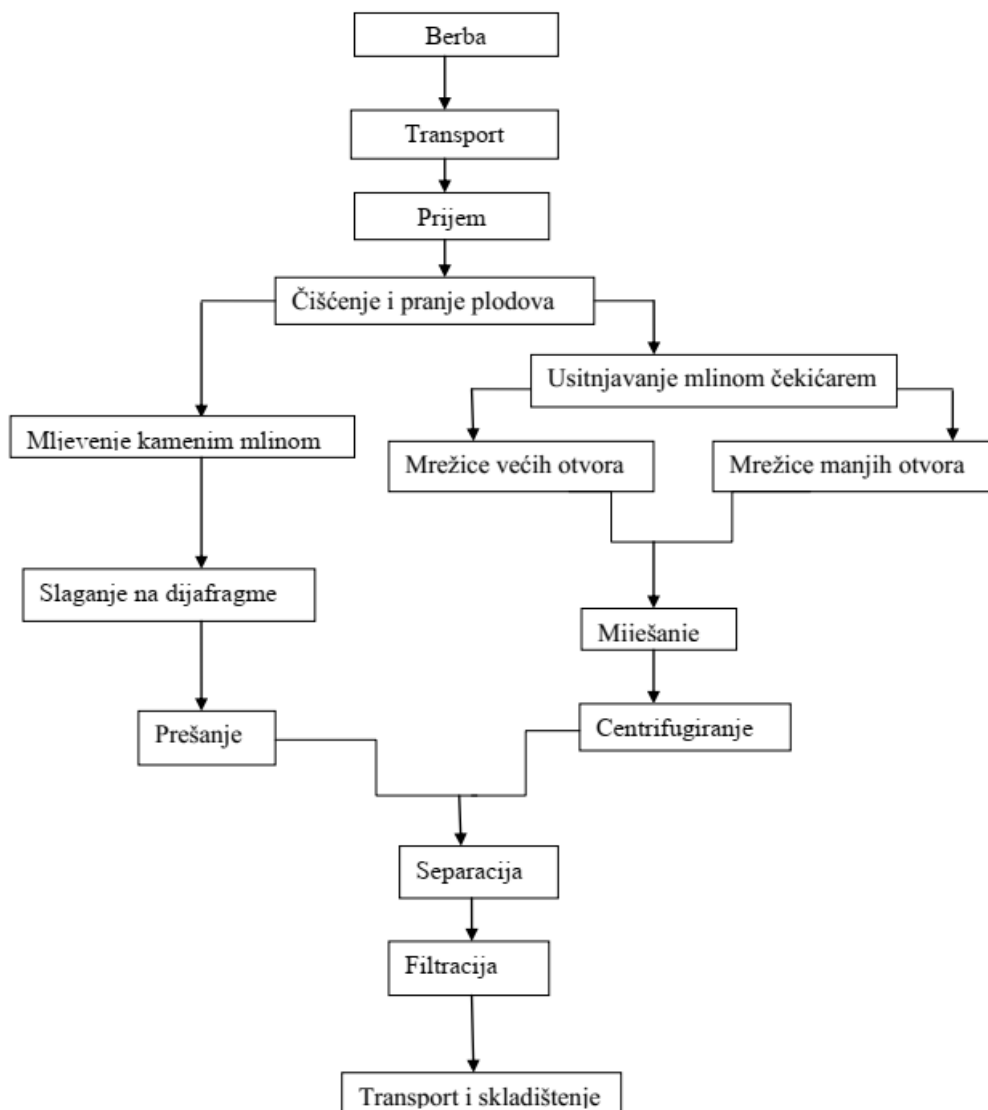 Berba
Transport
Prijem
Čišćenje i pranje plodova
Usitnjavanje mlinom čekićarem
Mljevenje kamenim mlinom
Mrežice većih otvora
Mrežice manjih otvora
Slaganje na dijafragme
Miješanje
Prešanje
Centrifugiranje
Separacija
Filtracija
Transport i skladištenje